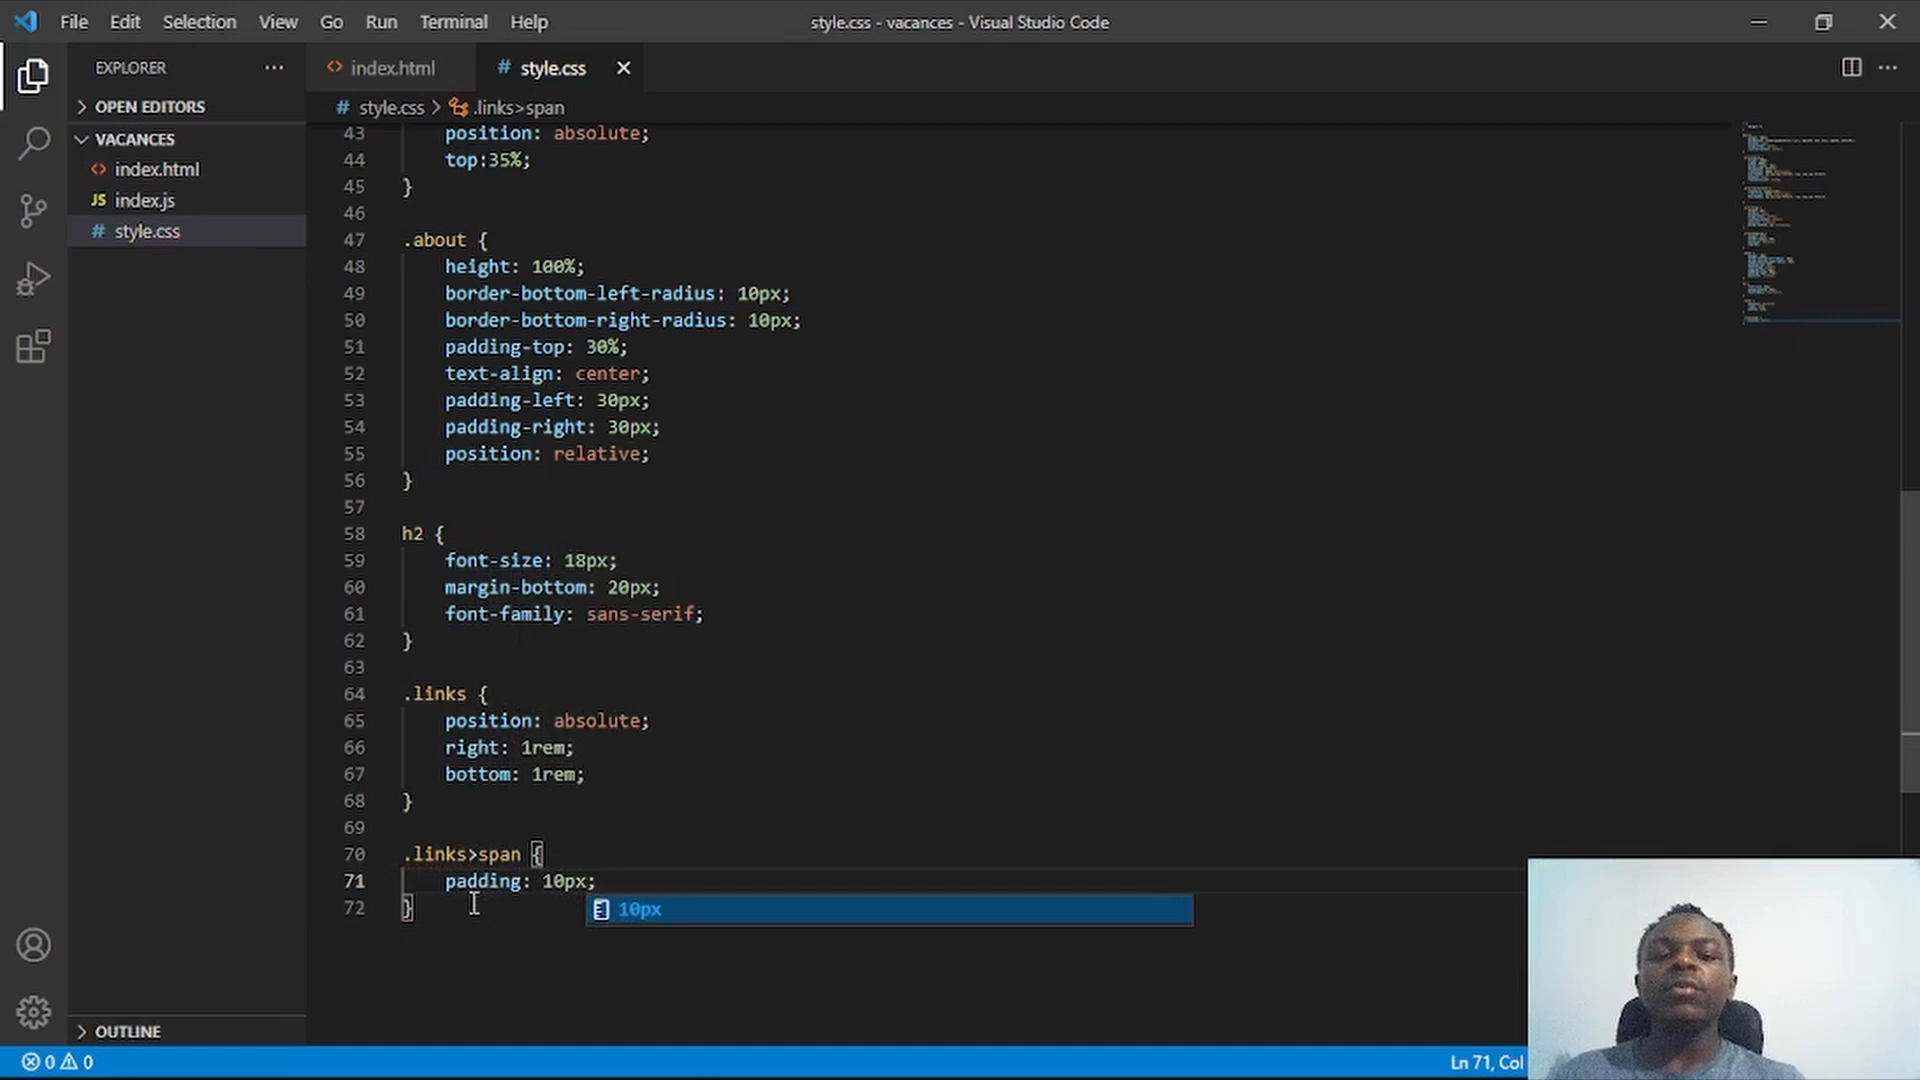 File Edit Selection View Go Run Terminal Help
style.css - vacances - Visual Studio Code
EXPLORER
OPEN EDITORS
VACANCES
index.html
JS index.js
# style.css
OUTLINE
index.html
# style.css
# style.css > .links>span
43 position: absolute;
44 top:35%;
45 }
46
47 .about {
48 height: 100%;
49 border-bottom-left-radius: 10px;
50 border-bottom-right-radius: 10px;
51 padding-top: 30%;
52 text-align: center;
53 padding-left: 30px;
54 padding-right: 30px;
55 position: relative;
56 }
57
58 h2 {
59 font-size: 18px;
60 margin-bottom: 20px;
61 font-family: sans-serif;
62 }
63
64 .links {
65 position: absolute;
66 right: 1rem;
67 bottom: 1rem;
68 }
69
70 .links>span {
71 padding: 10px;
72 }
10px
0 0
Ln 71, Col